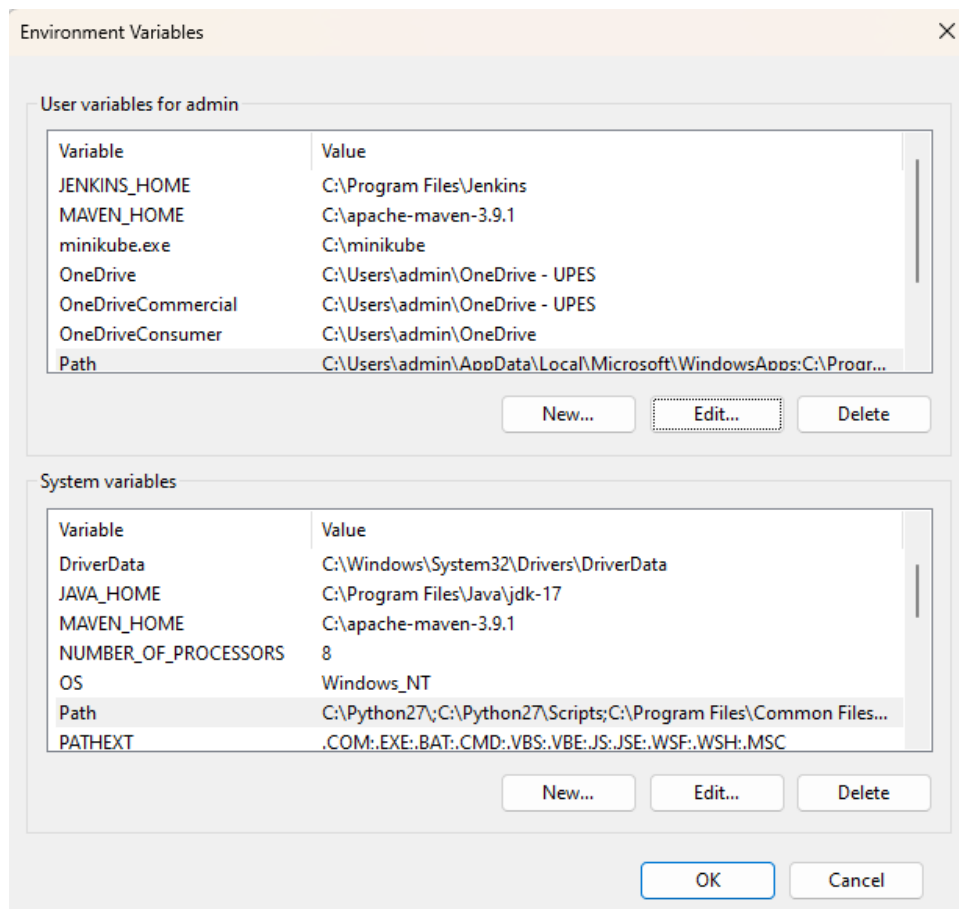 Environment Variables
User variables for admin
Variable Value
JENKINS_HOME C:\Program Files\Jenkins
MAVEN_HOME C:\apache-maven-3.9.1
minikube.exe C:\minikube
OneDrive C:\Users\admin\OneDrive - UPES
OneDriveCommercial C:\Users\admin\OneDrive - UPES
OneDriveConsumer C:\Users\admin\OneDrive
Path C:\Users\admin\AppData\Local\Microsoft\WindowsApps;C:\Progr...
New... Edit... Delete
System variables
Variable Value
DriverData C:\Windows\System32\Drivers\DriverData
JAVA_HOME C:\Program Files\Java\jdk-17
MAVEN_HOME C:\apache-maven-3.9.1
NUMBER_OF_PROCESSORS 8
OS Windows_NT
Path C:\Python27\;C:\Python27\Scripts;C:\Program Files\Common Files...
PATHEXT .COM;.EXE;.BAT;.CMD;.VBS;.VBE;.JS;.JSE;.WSF;.WSH;.MSC
New... Edit... Delete
OK Cancel